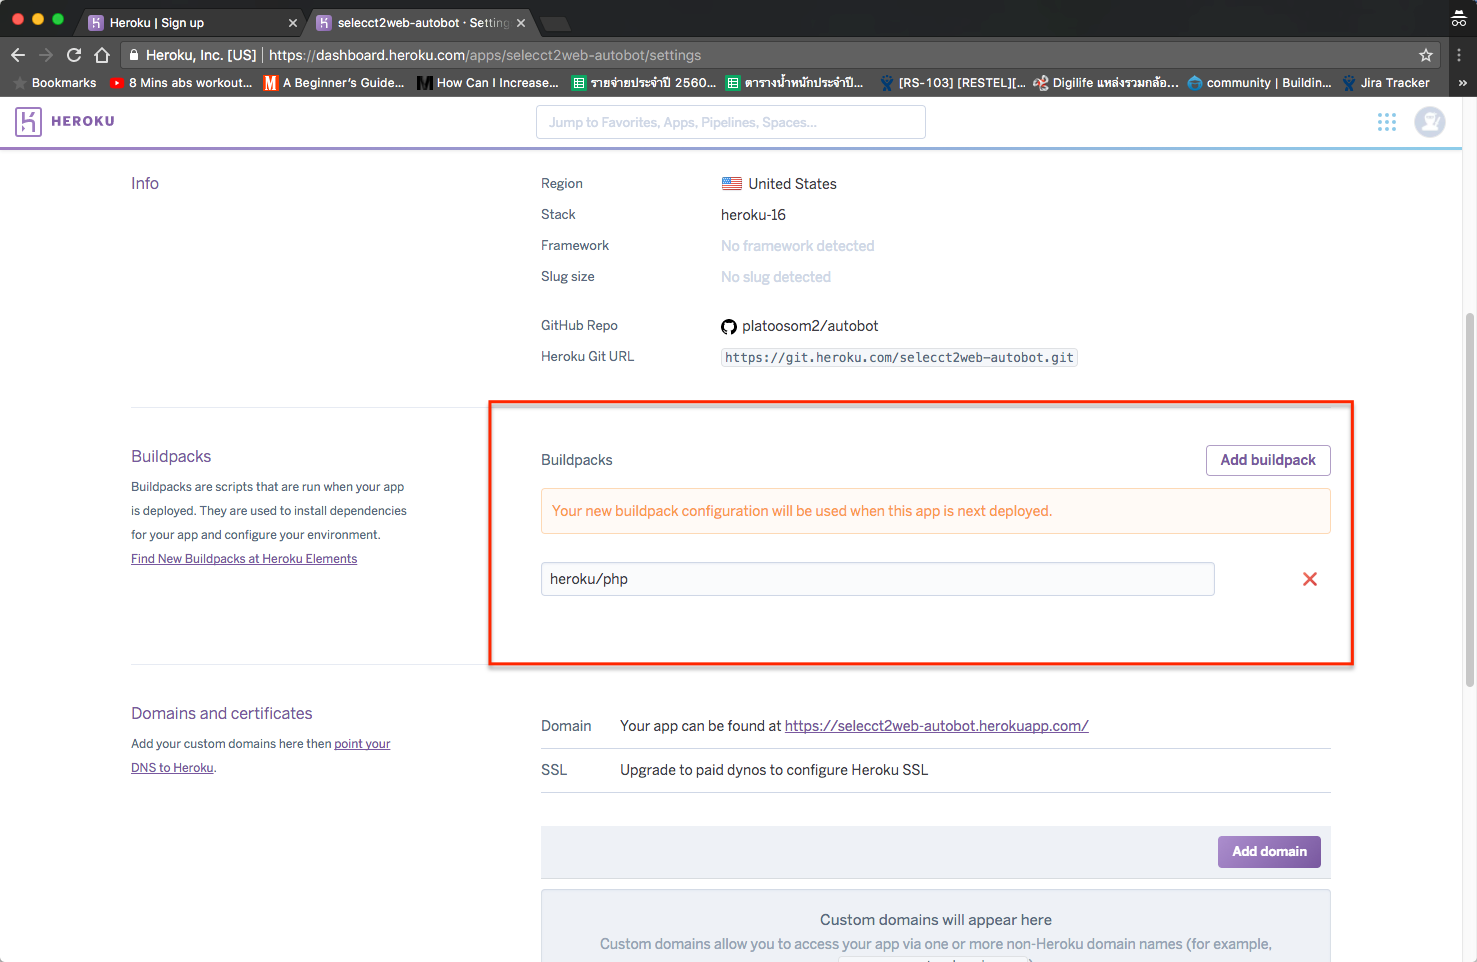 Heroku | Sign up
selecct2web-autobot · Setting
Heroku, Inc. [US] | https://dashboard.heroku.com/apps/selecct2web-autobot/settings
Bookmarks
8 Mins abs workout...
A Beginner's Guide...
How Can I Increase...
รายจ่ายประจำปี 2560...
ตารางน้ำหนักประจำปี...
[RS-103] [RESTEL][...
Digilife แหล่งรวมกล้อ...
community | Buildin...
Jira Tracker
»
HEROKU
Jump to Favorites, Apps, Pipelines, Spaces...
Info
Region United States
Stack heroku-16
Framework No framework detected
Slug size No slug detected
GitHub Repo platoosom2/autobot
Heroku Git URL https://git.heroku.com/selecct2web-autobot.git
Buildpacks
Buildpacks are scripts that are run when your app
is deployed. They are used to install dependencies
for your app and configure your environment.
Find New Buildpacks at Heroku Elements
Buildpacks
Add buildpack
Your new buildpack configuration will be used when this app is next deployed.
heroku/php
Domains and certificates
Add your custom domains here then point your
DNS to Heroku.
Domain Your app can be found at https://selecct2web-autobot.herokuapp.com/
SSL Upgrade to paid dynos to configure Heroku SSL
Add domain
Custom domains will appear here
Custom domains allow you to access your app via one or more non-Heroku domain names (for example,